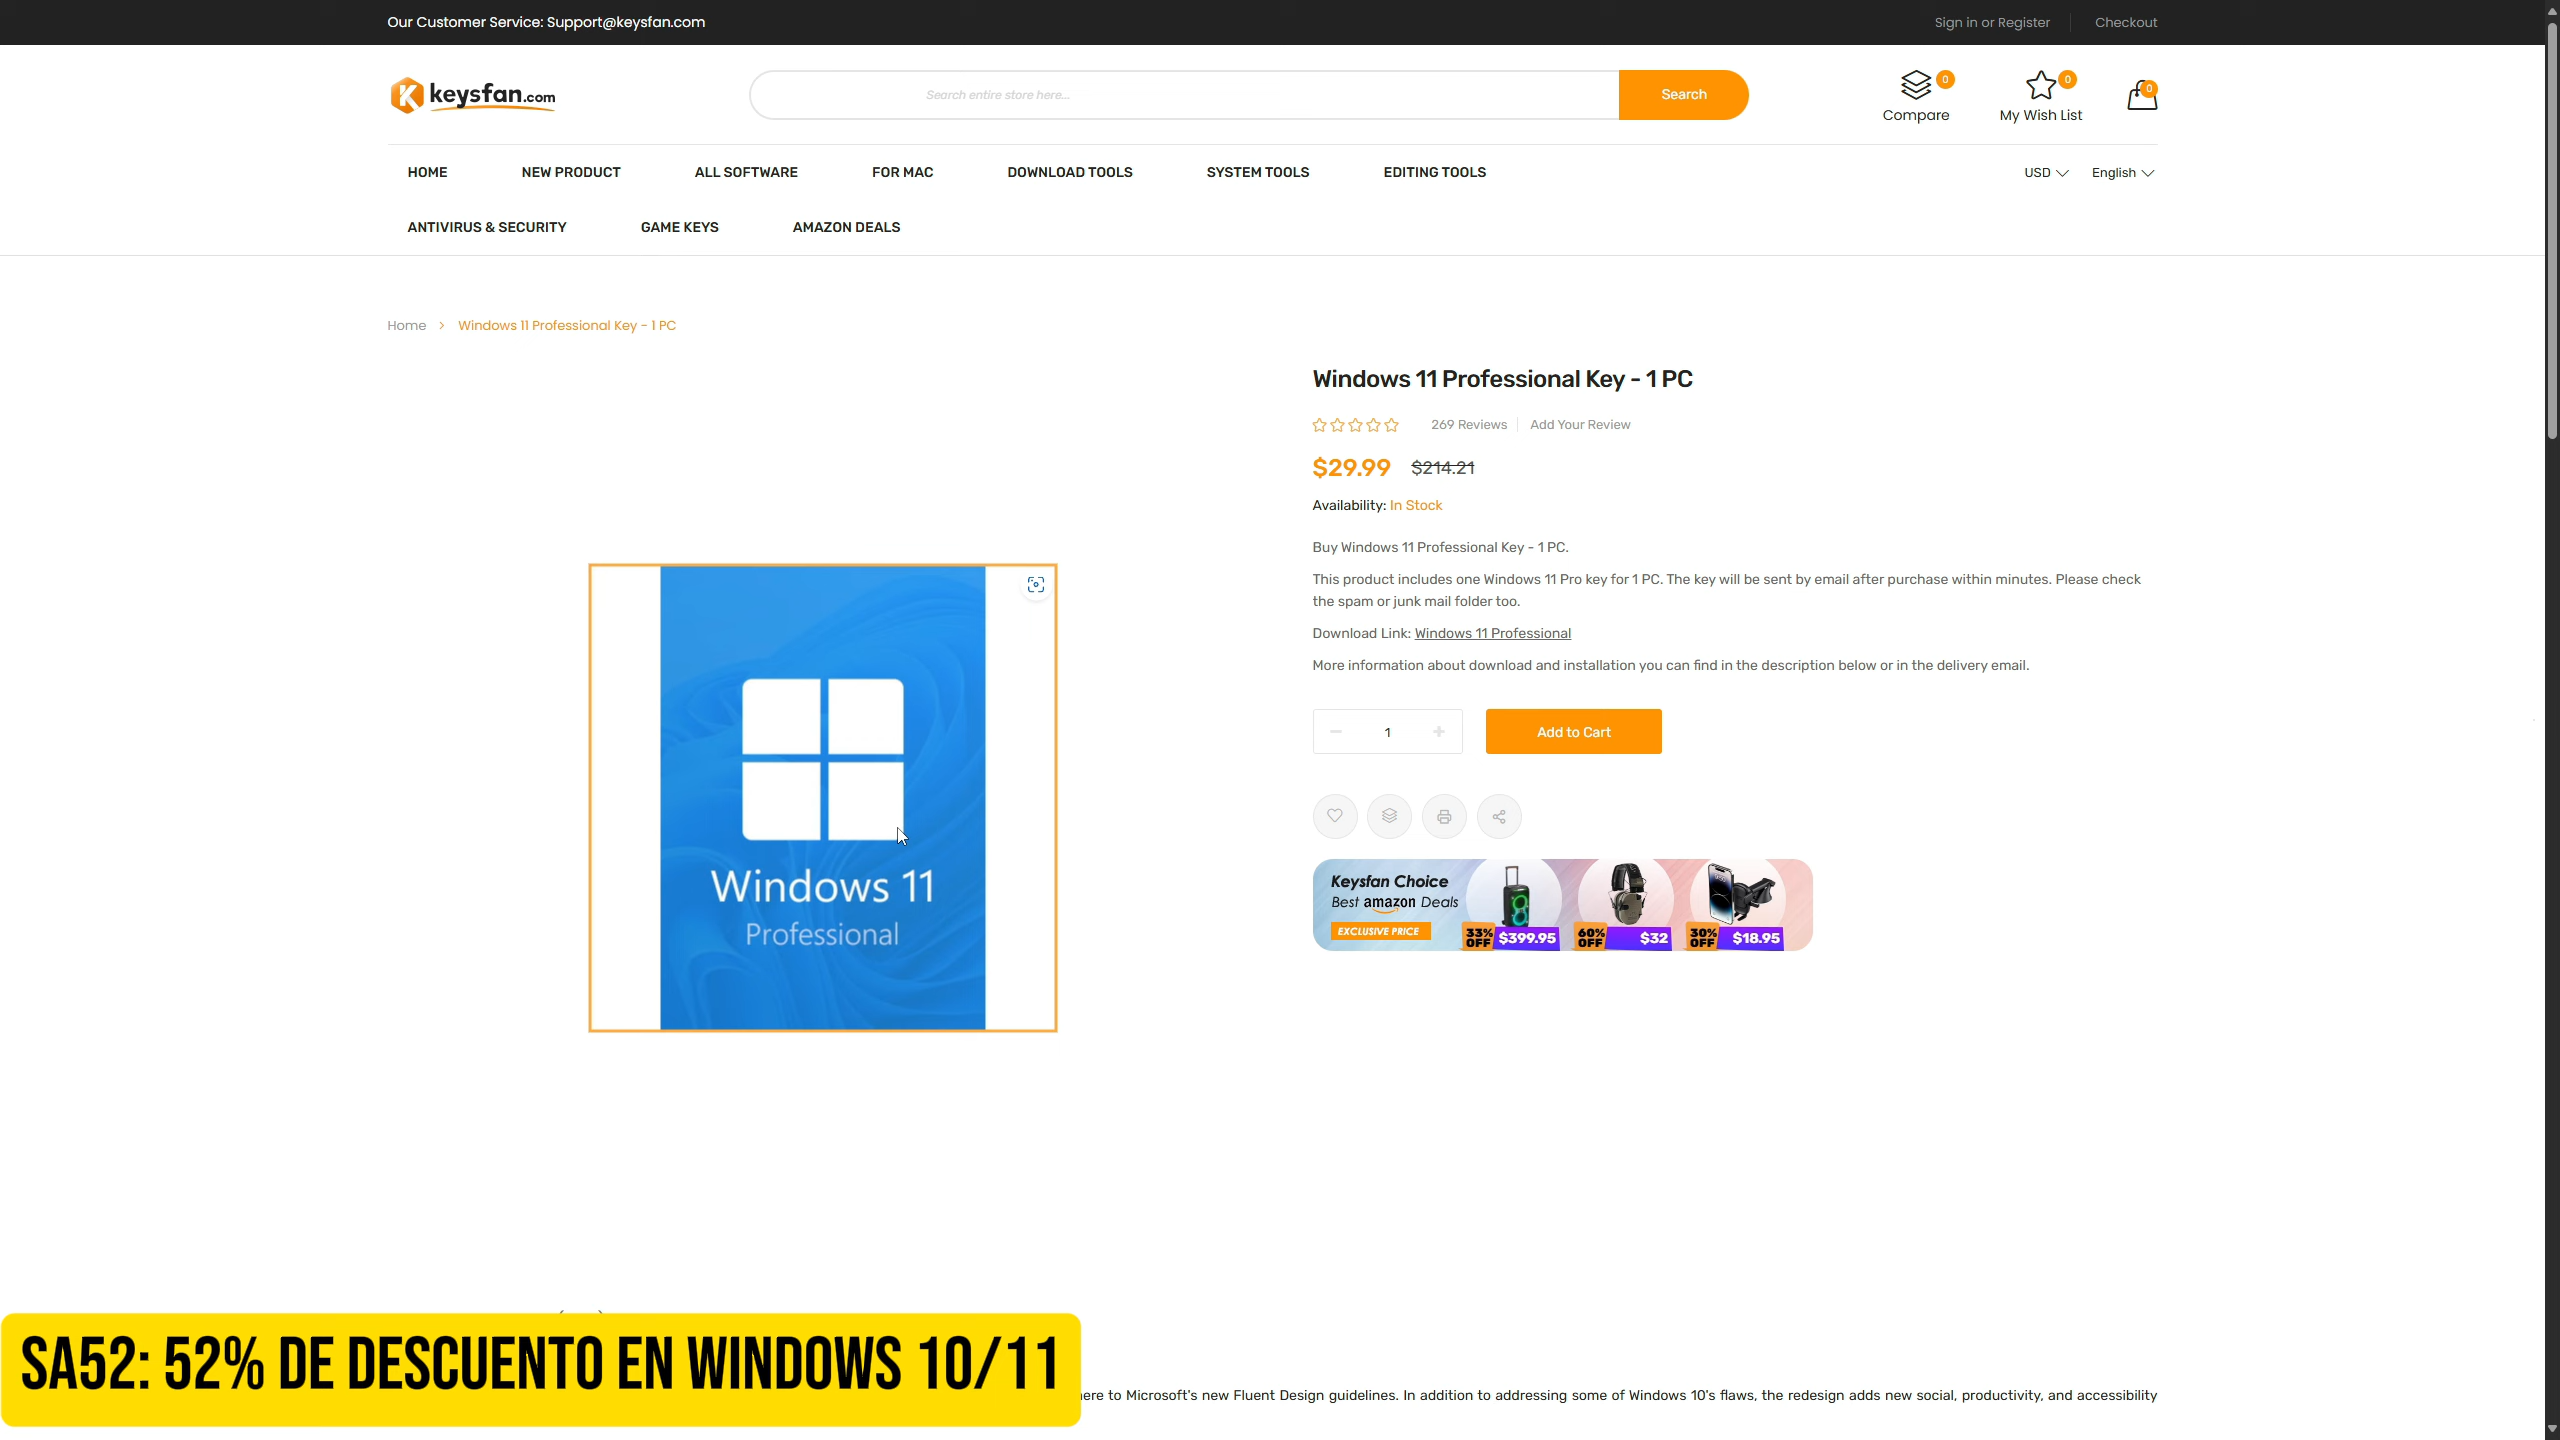 Our Customer Service: Support@keysfan.com
Sign in or Register
Checkout
keysfan.com
Search entire store here...
Search
0
Compare
0
My Wish List
0
HOME
NEW PRODUCT
ALL SOFTWARE
FOR MAC
DOWNLOAD TOOLS
SYSTEM TOOLS
EDITING TOOLS
USD
English
ANTIVIRUS & SECURITY
GAME KEYS
AMAZON DEALS
Home > Windows 11 Professional Key - 1 PC
Windows 11 Professional Key - 1 PC
269 Reviews
Add Your Review
$29.99 $214.21
Availability: In Stock
Buy Windows 11 Professional Key - 1 PC.
This product includes one Windows 11 Pro key for 1 PC. The key will be sent by email after purchase within minutes. Please check
the spam or junk mail folder too.
Download Link: Windows 11 Professional
More information about download and installation you can find in the description below or in the delivery email.
1
Add to Cart
Windows 11
Professional
Keysfan Choice
Best amazon Deals
EXCLUSIVE PRICE
33% OFF $399.95
60% OFF $32
30% OFF $18.95
SA52: 52% DE DESCUENTO EN WINDOWS 10/11
to Microsoft's new Fluent Design guidelines. In addition to addressing some of Windows 10's flaws, the redesign adds new social, productivity, and accessibility